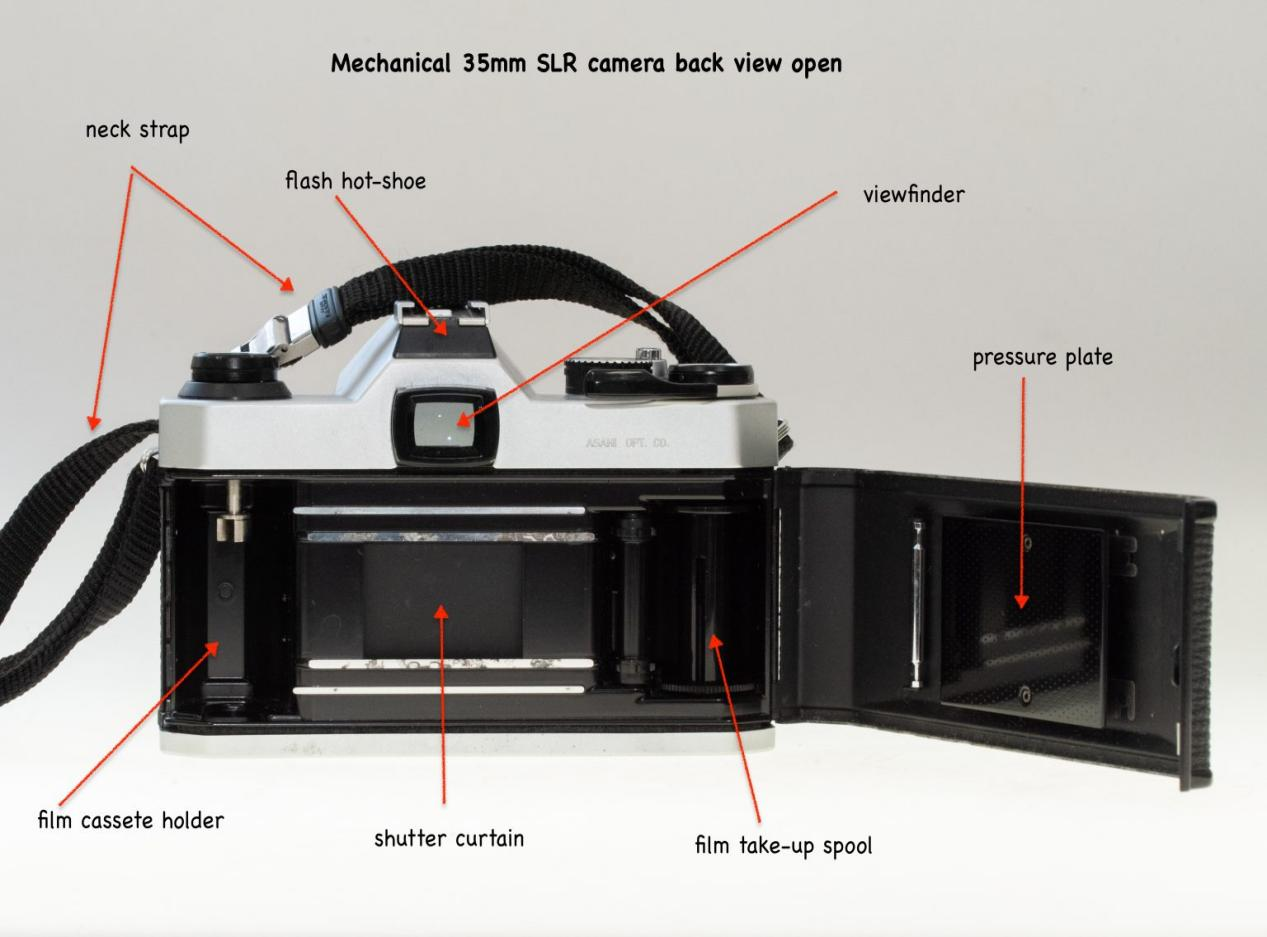 Mechanical 35mm SLR camera back view open
neck strap
flash hot-shoe
viewfinder
pressure plate
ASAHI OPT. CO.
film cassete holder
shutter curtain
film take-up spool